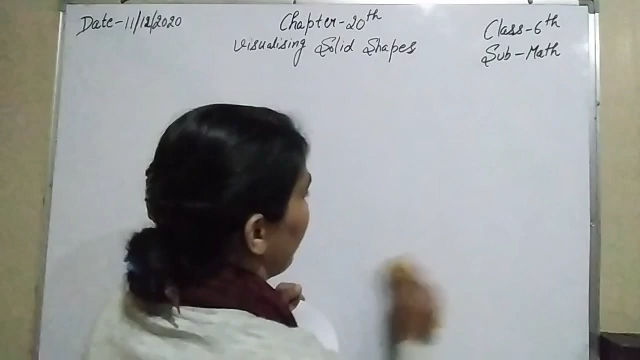 Date-11/12/2020
Chapter-20th
Visualising Solid Shapes
Class-6th
Sub-Math